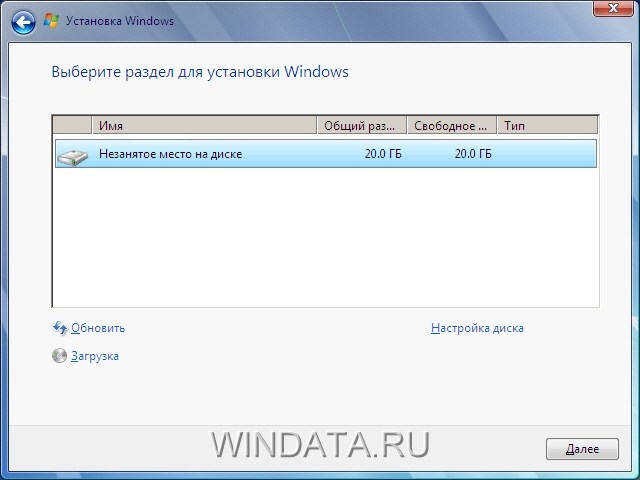 Установка Windows
Выберите раздел для установки Windows
Имя Общий раз... Свободное ... Тип
Незанятое место на диске 20.0 ГБ 20.0 ГБ
Обновить Настройка диска
Загрузка
WINDATA.RU
Далее